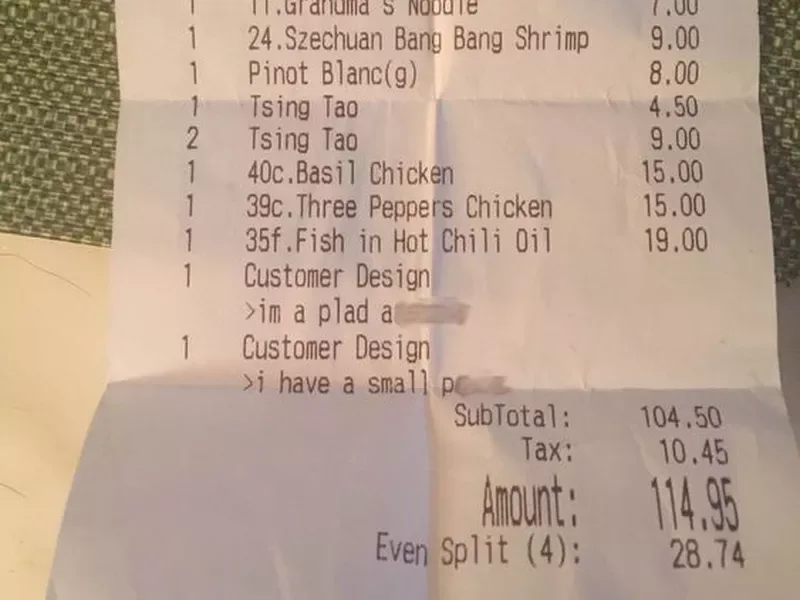 1 11.Grandma's Noodle 7.00
1 24.Szechuan Bang Bang Shrimp 9.00
1 Pinot Blanc(g) 8.00
1 Tsing Tao 4.50
2 Tsing Tao 9.00
1 40c.Basil Chicken 15.00
1 39c.Three Peppers Chicken 15.00
1 35f.Fish in Hot Chili Oil 19.00
1 Customer Design
>im a plad a
1 Customer Design
>i have a small p
SubTotal: 104.50
Tax: 10.45
Amount: 114.95
Even Split (4): 28.74